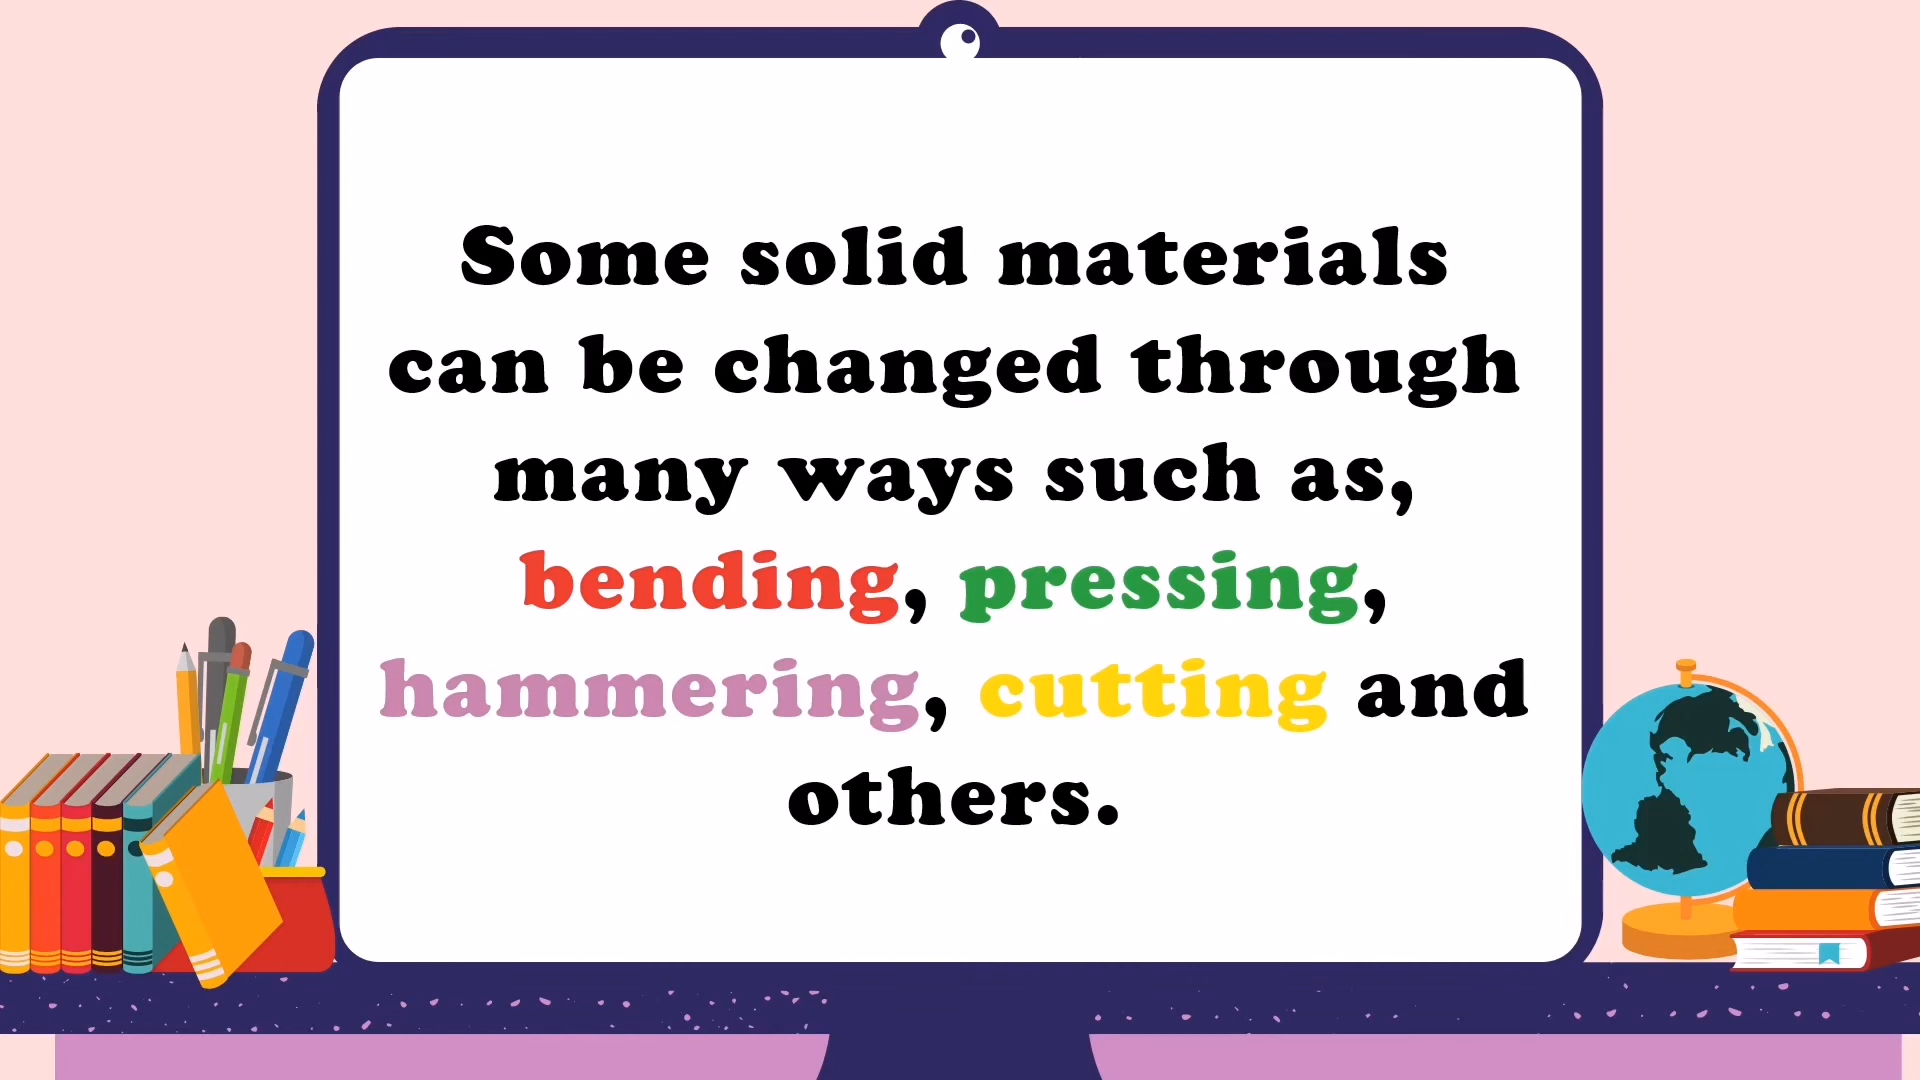 Some solid materials
can be changed through
many ways such as,
bending, pressing,
hammering, cutting and
others.